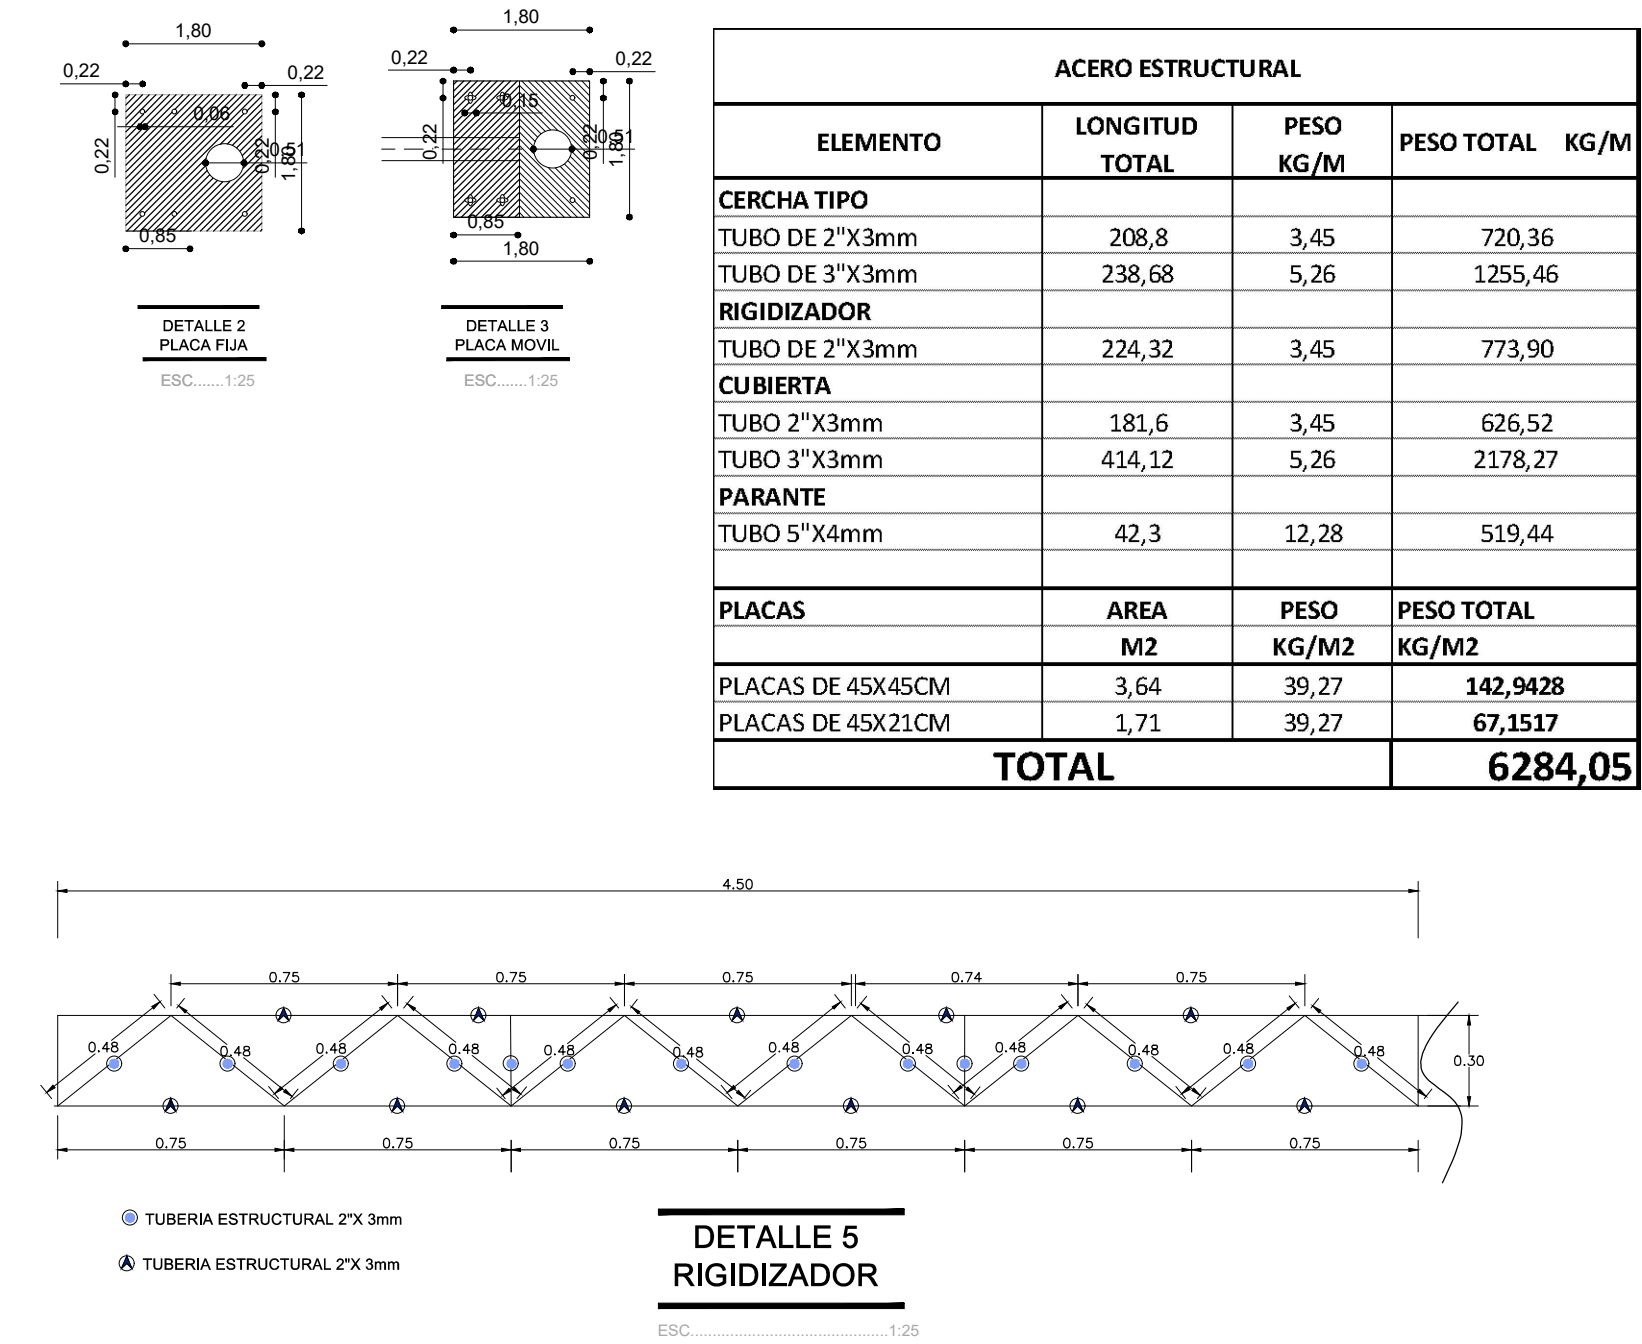 1,80
0,22
0,22
0,06
0,22
0,22
0,51
1,80
0,85
DETALLE 2
PLACA FIJA
ESC.......1:25
1,80
0,22
0,22
0,15
0,22
0,22
0,51
1,80
0,85
1,80
DETALLE 3
PLACA MOVIL
ESC.......1:25
ACERO ESTRUCTURAL
ELEMENTO LONGITUD TOTAL PESO KG/M PESO TOTAL KG/M
CERCHA TIPO
TUBO DE 2"X3mm 208,8 3,45 720,36
TUBO DE 3"X3mm 238,68 5,26 1255,46
RIGIDIZADOR
TUBO DE 2"X3mm 224,32 3,45 773,90
CUBIERTA
TUBO 2"X3mm 181,6 3,45 626,52
TUBO 3"X3mm 414,12 5,26 2178,27
PARANTE
TUBO 5"X4mm 42,3 12,28 519,44
PLACAS AREA PESO PESO TOTAL
M2 KG/M2 KG/M2
PLACAS DE 45X45CM 3,64 39,27 142,9428
PLACAS DE 45X21CM 1,71 39,27 67,1517
TOTAL 6284,05
4.50
0.75 0.75 0.75 0.74 0.75
0.48 0.48 0.48 0.48 0.48 0.48 0.48 0.48 0.48 0.48 0.48 0.48
0.30
0.75 0.75 0.75 0.75 0.75 0.75
TUBERIA ESTRUCTURAL 2"X 3mm
TUBERIA ESTRUCTURAL 2"X 3mm
DETALLE 5
RIGIDIZADOR
ESC............................................1:25